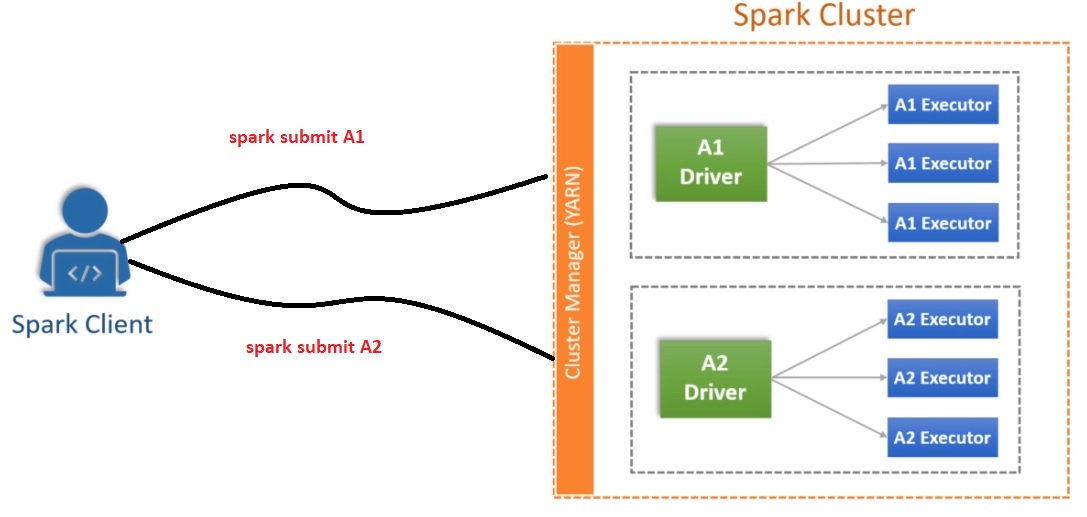 Spark Cluster
spark submit A1
spark submit A2
</>
Spark Client
Cluster Manager (YARN)
A1
Driver
A1 Executor
A1 Executor
A1 Executor
A2
Driver
A2 Executor
A2 Executor
A2 Executor